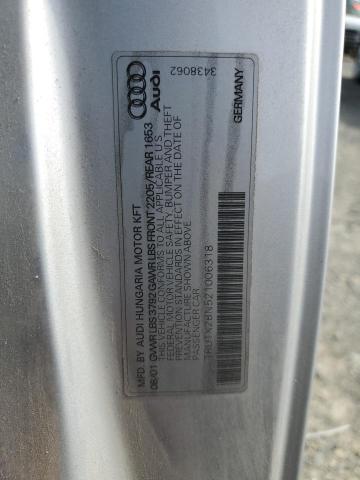 MFD. BY AUDI HUNGARIA MOTOR KFT
06/01 GVWR LBS 3792 GAWR LBS FRONT 2205/REAR 1653
THIS VEHICLE CONFORMS TO ALL APPLICABLE U.S.
FEDERAL MOTOR VEHICLE SAFETY, BUMPER AND THEFT
PREVENTION STANDARDS IN EFFECT ON THE DATE OF
MANUFACTURE SHOWN ABOVE.
PASSENGER CAR
Audi
3438062
GERMANY